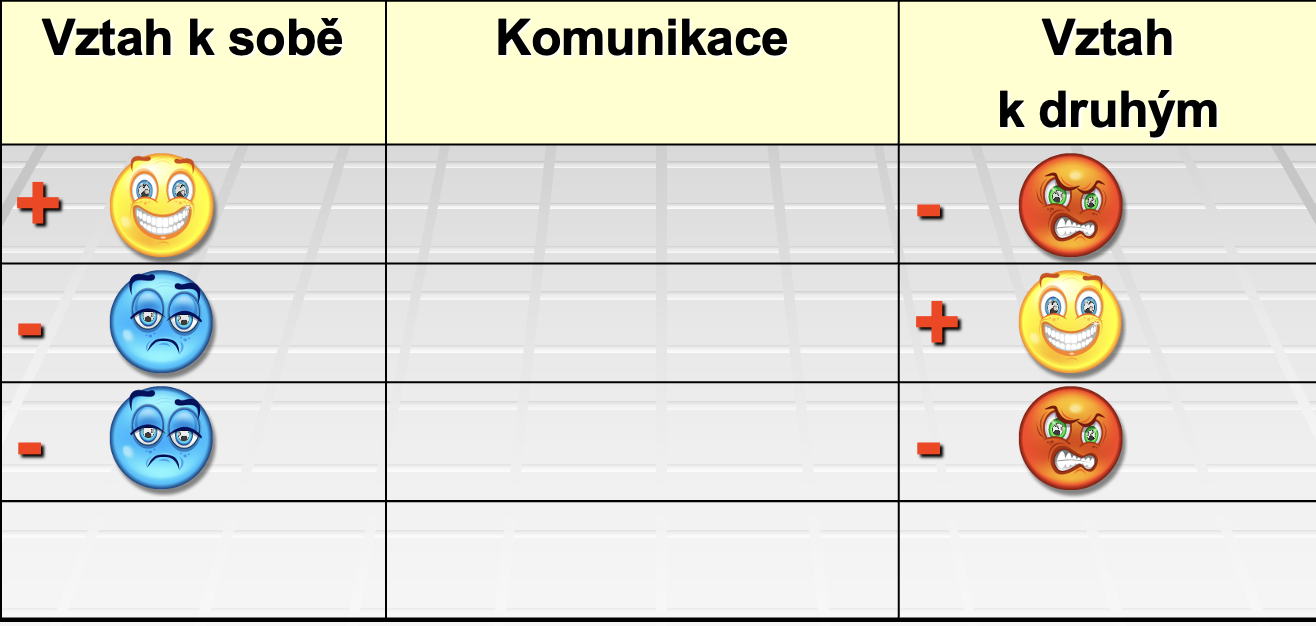 Vztah k sobě
Komunikace
Vztah
k druhým
+
-
-
+
-
-